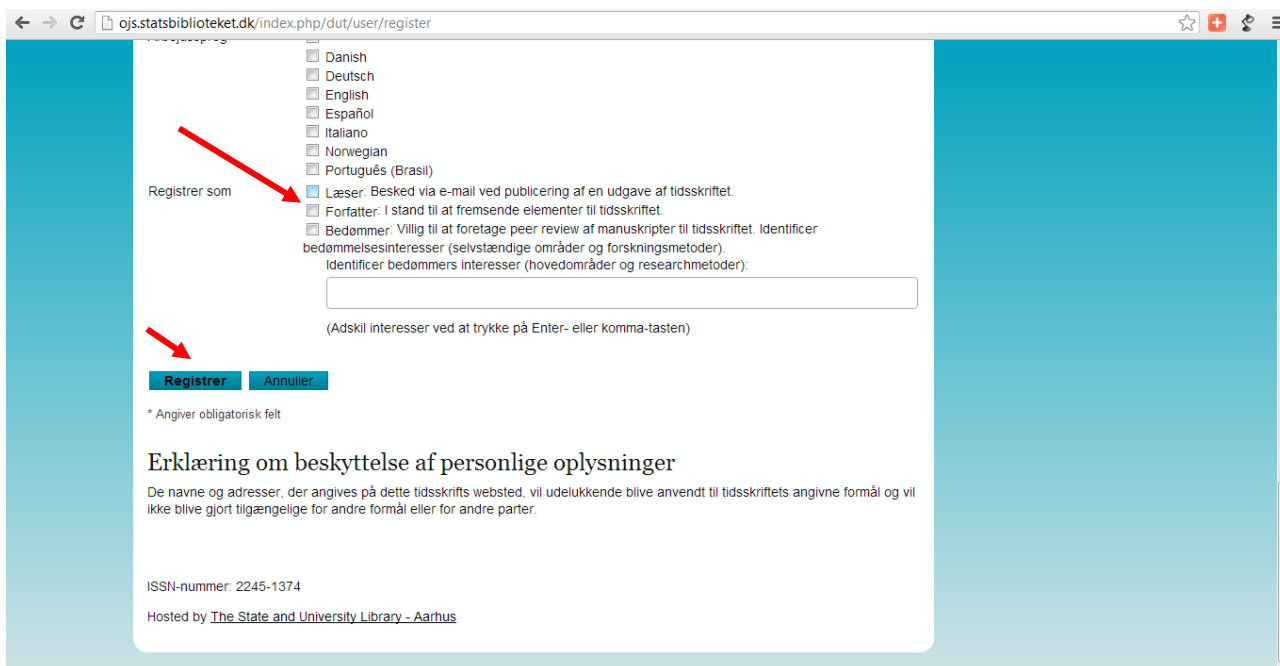 ojs.statsbiblioteket.dk/index.php/dut/user/register
Danish
Deutsch
English
Español
Italiano
Norwegian
Português (Brasil)
Registrer som
Læser: Besked via e-mail ved publicering af en udgave af tidsskriftet.
Forfatter: I stand til at fremsende elementer til tidsskriftet.
Bedømmer: Villig til at foretage peer review af manuskripter til tidsskriftet. Identificer
bedømmelsesinteresser (selvstændige områder og forskningsmetoder).
Identificer bedømmers interesser (hovedområder og researchmetoder):
(Adskil interesser ved at trykke på Enter- eller komma-tasten)
Registrer Annuller
* Angiver obligatorisk felt
Erklæring om beskyttelse af personlige oplysninger
De navne og adresser, der angives på dette tidsskrifts websted, vil udelukkende blive anvendt til tidsskriftets angivne formål og vil
ikke blive gjort tilgængelige for andre formål eller for andre parter.
ISSN-nummer: 2245-1374
Hosted by The State and University Library - Aarhus